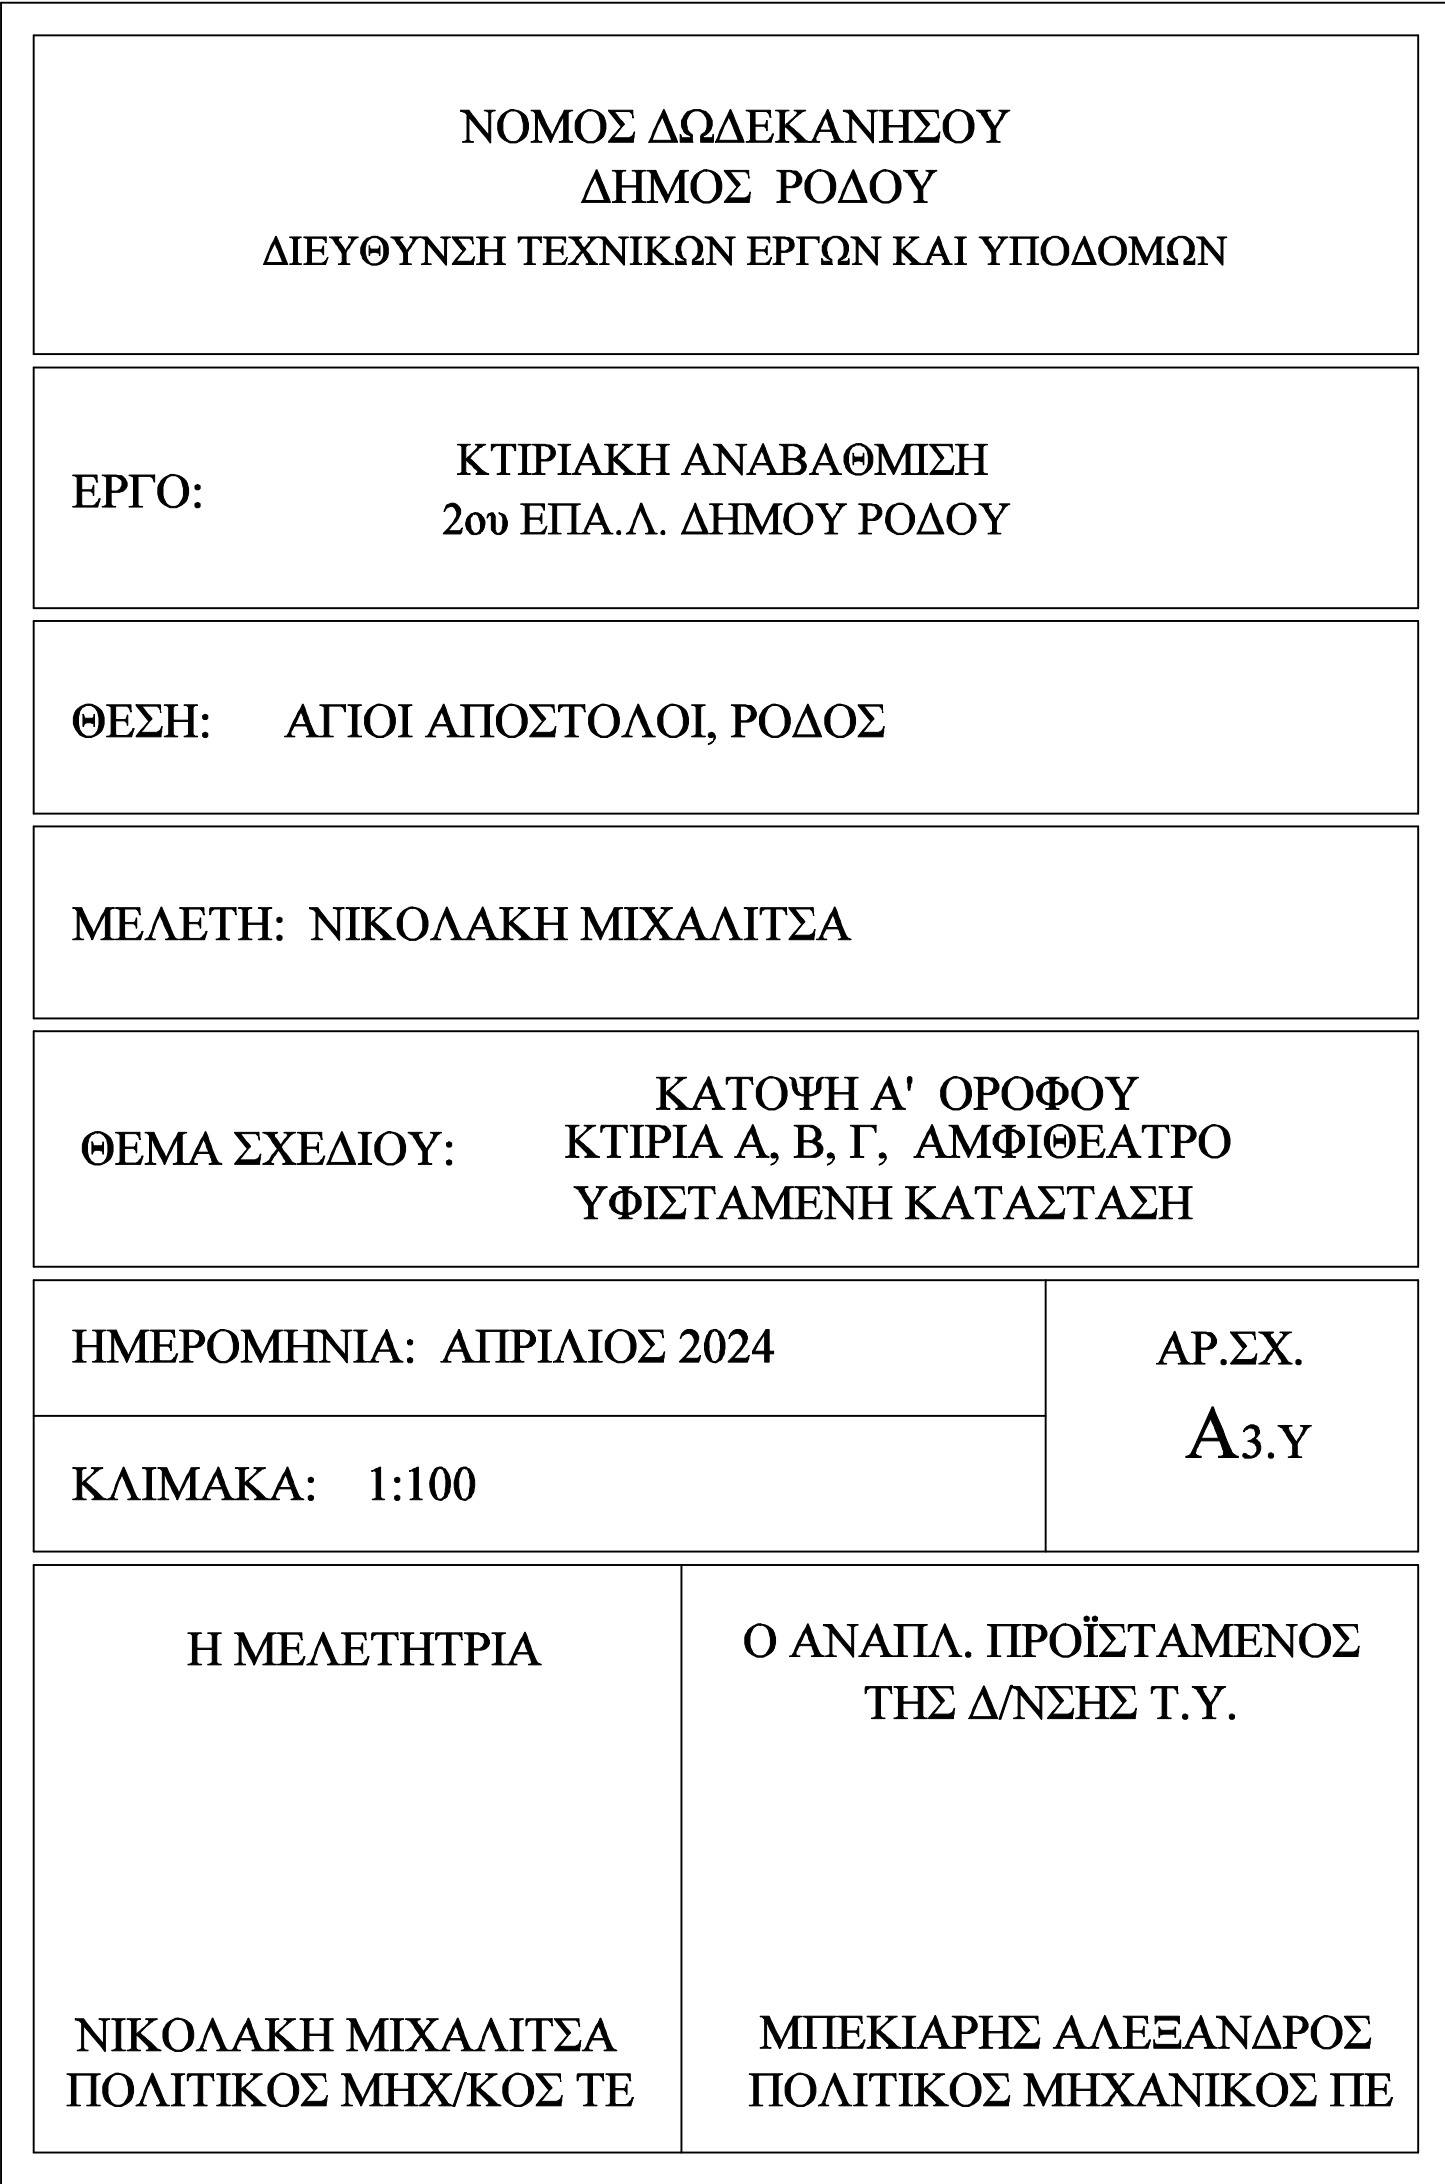 ΝΟΜΟΣ ΔΩΔΕΚΑΝΗΣΟΥ
ΔΗΜΟΣ ΡΟΔΟΥ
ΔΙΕΥΘΥΝΣΗ ΤΕΧΝΙΚΩΝ ΕΡΓΩΝ ΚΑΙ ΥΠΟΔΟΜΩΝ
ΕΡΓΟ:
ΚΤΙΡΙΑΚΗ ΑΝΑΒΑΘΜΙΣΗ
2ου ΕΠΑ.Λ. ΔΗΜΟΥ ΡΟΔΟΥ
ΘΕΣΗ: ΑΓΙΟΙ ΑΠΟΣΤΟΛΟΙ, ΡΟΔΟΣ
ΜΕΛΕΤΗ: ΝΙΚΟΛΑΚΗ ΜΙΧΑΛΙΤΣΑ
ΘΕΜΑ ΣΧΕΔΙΟΥ:
ΚΑΤΟΨΗ Α' ΟΡΟΦΟΥ
ΚΤΙΡΙΑ Α, Β, Γ, ΑΜΦΙΘΕΑΤΡΟ
ΥΦΙΣΤΑΜΕΝΗ ΚΑΤΑΣΤΑΣΗ
ΗΜΕΡΟΜΗΝΙΑ: ΑΠΡΙΛΙΟΣ 2024
ΚΛΙΜΑΚΑ: 1:100
ΑΡ.ΣΧ.
Α3.Υ
Η ΜΕΛΕΤΗΤΡΙΑ
ΝΙΚΟΛΑΚΗ ΜΙΧΑΛΙΤΣΑ
ΠΟΛΙΤΙΚΟΣ ΜΗΧ/ΚΟΣ ΤΕ
Ο ΑΝΑΠΛ. ΠΡΟΪΣΤΑΜΕΝΟΣ
ΤΗΣ Δ/ΝΣΗΣ Τ.Υ.
ΜΠΕΚΙΑΡΗΣ ΑΛΕΞΑΝΔΡΟΣ
ΠΟΛΙΤΙΚΟΣ ΜΗΧΑΝΙΚΟΣ ΠΕ